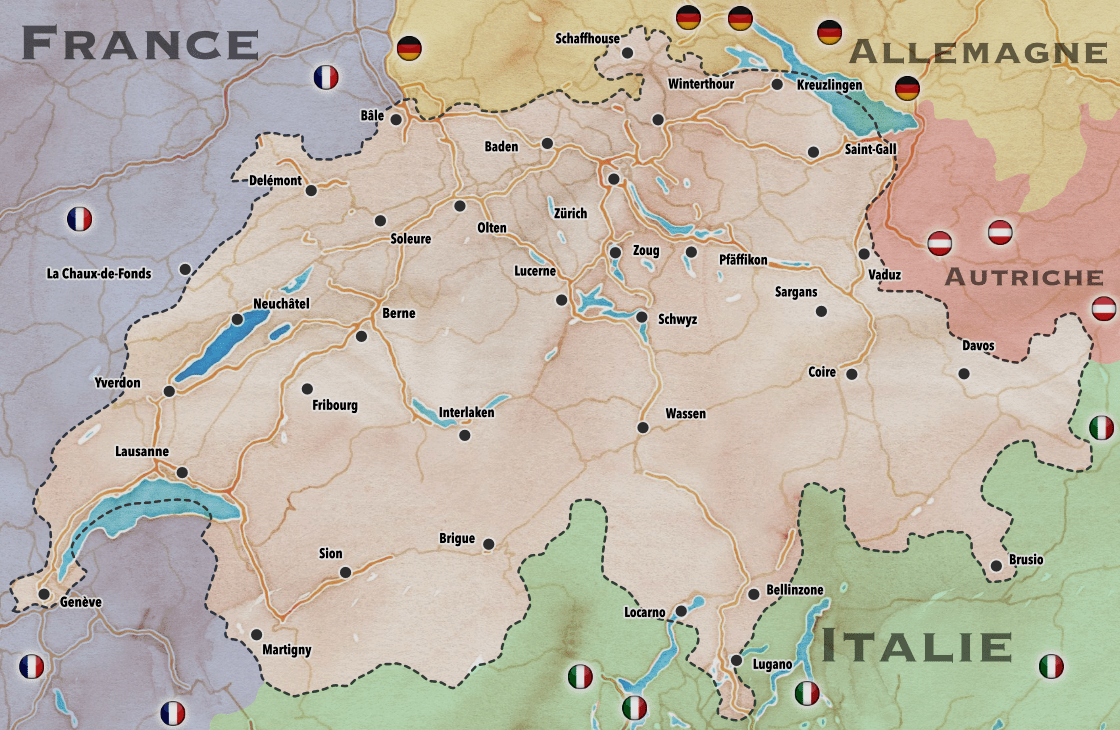 FRANCE
ALLEMAGNE
Schaffhouse
Winterthour
Kreuzlingen
Bâle
Baden
Saint-Gall
Delémont
Zürich
Soleure
Olten
Zoug
Pfäffikon
La Chaux-de-Fonds
Lucerne
Vaduz
AUTRICHE
Sargans
Neuchâtel
Berne
Schwyz
Davos
Yverdon
Coire
Fribourg
Interlaken
Wassen
Lausanne
Brigue
Sion
Brusio
Genève
Bellinzone
Locarno
Martigny
ITALIE
Lugano